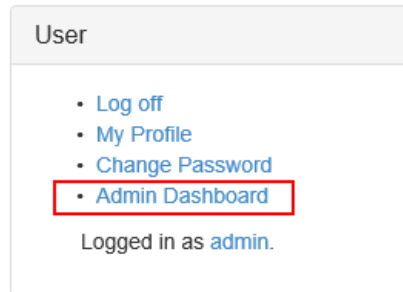 User
• Log off
• My Profile
• Change Password
• Admin Dashboard
Logged in as admin.